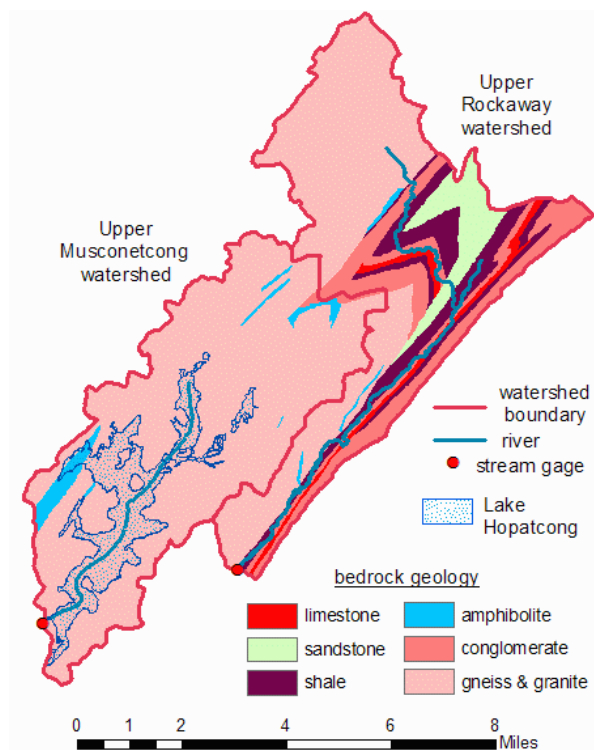 Upper
Rockaway
watershed
Upper
Musconetcong
watershed
watershed
boundary
river
stream gage
Lake
Hopatcong
bedrock geology
limestone
amphibolite
sandstone
conglomerate
shale
gneiss & granite
0 2 4 6 8
Miles